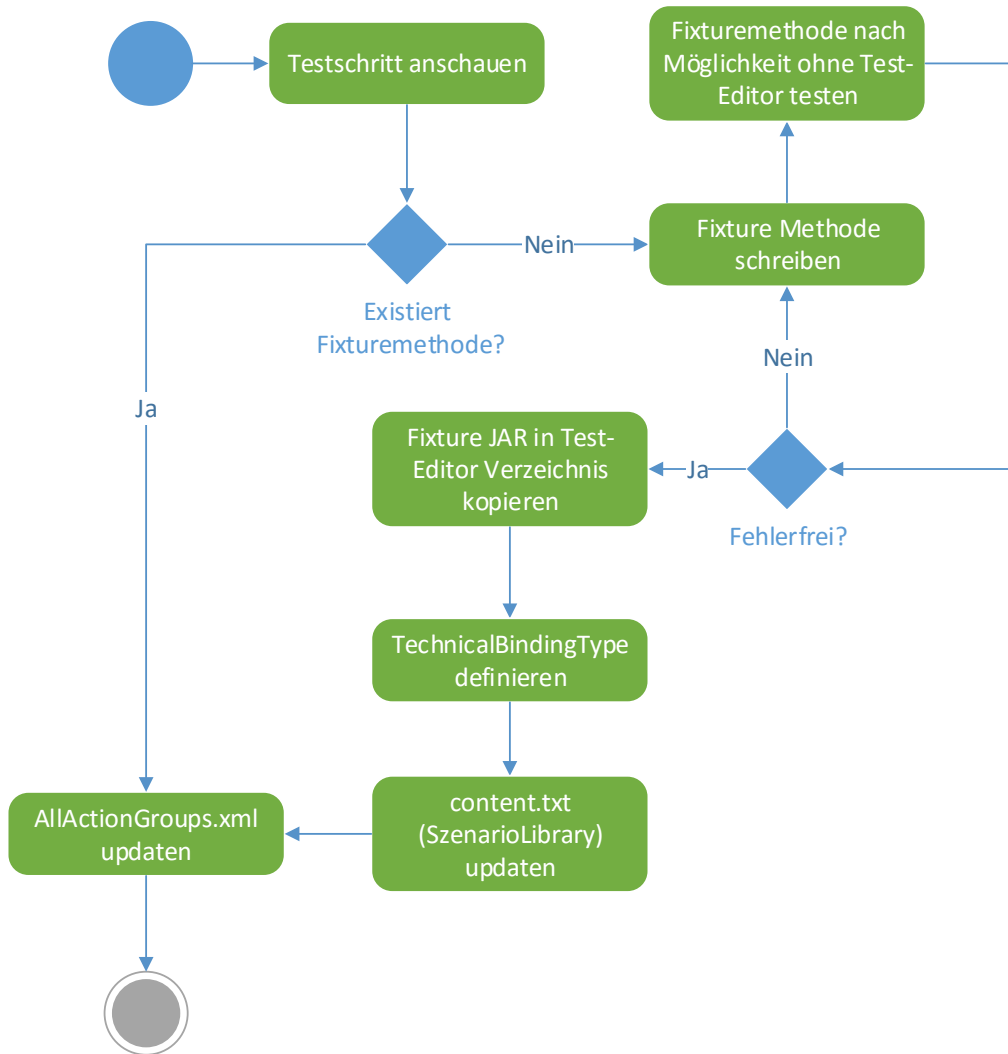 Testschritt anschauen
Fixturemethode nach
Möglichkeit ohne Test-
Editor testen
Nein
Fixture Methode
schreiben
Existiert
Fixturemethode?
Nein
Ja
Fixture JAR in Test-
Editor Verzeichnis
kopieren
Ja
Fehlerfrei?
TechnicalBindingType
definieren
AllActionGroups.xml
updaten
content.txt
(SzenarioLibrary)
updaten